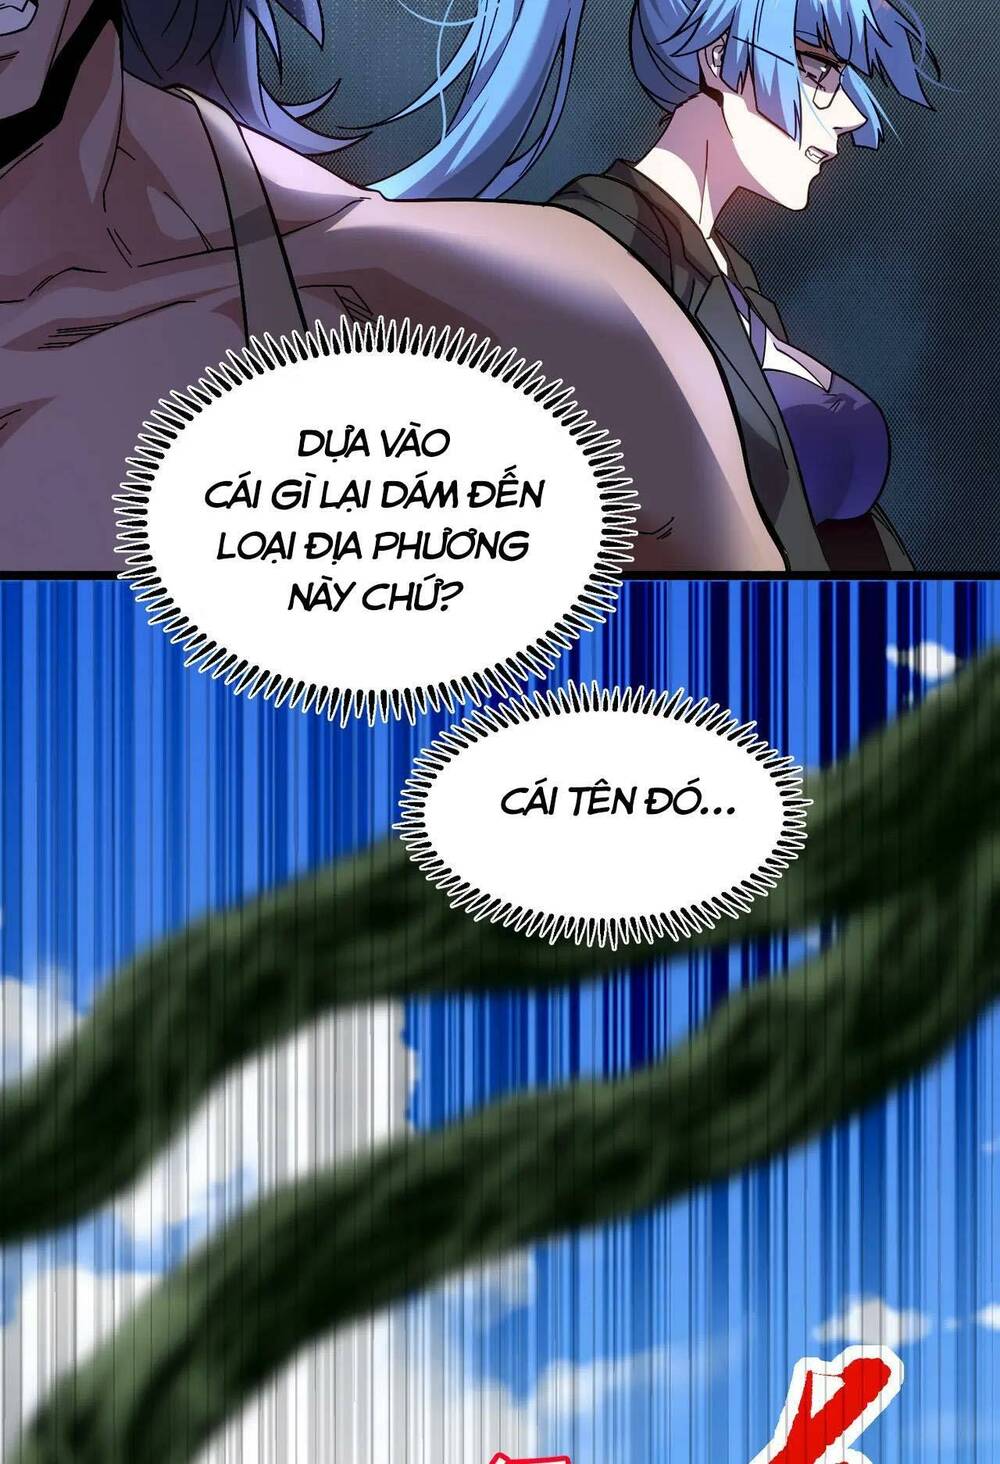 DỰA VÀO
CÁI GÌ LẠI DÁM ĐẾN
LOẠI ĐỊA PHƯƠNG
NÀY CHỨ?
CÁI TÊN ĐÓ...